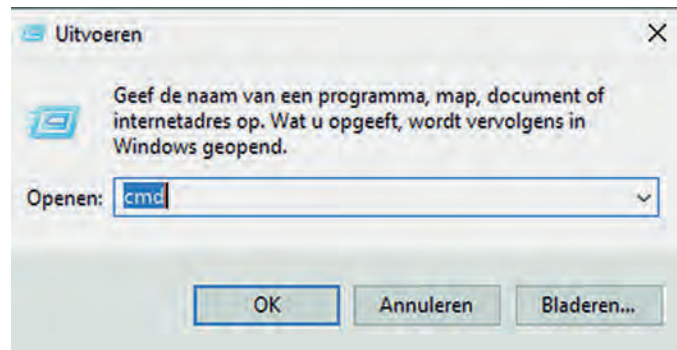 Uitvoeren
Geef de naam van een programma, map, document of
internetadres op. Wat u opgeeft, wordt vervolgens in
Windows geopend.
Openen: cmd
OK Annuleren Bladeren...